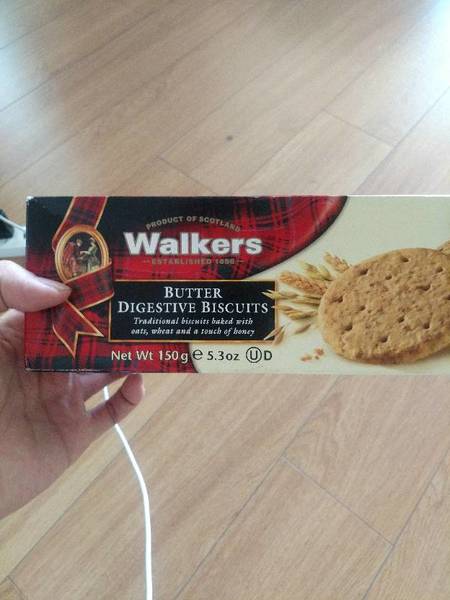 PRODUCT OF SCOTLAND
Walkers
ESTABLISHED 1898
BUTTER
DIGESTIVE BISCUITS
Traditional biscuits baked with
oats, wheat and a touch of honey
Net Wt 150g e 5.3oz Ⓤ D